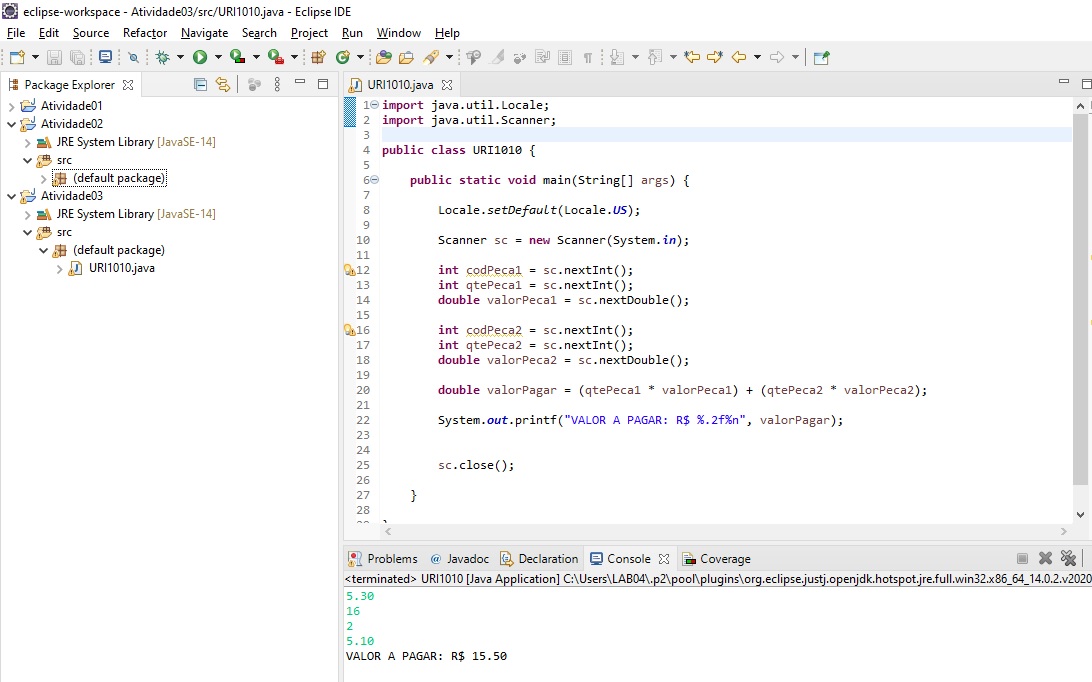 eclipse-workspace - Atividade03/src/URI1010.java - Eclipse IDE
File Edit Source Refactor Navigate Search Project Run Window Help
Package Explorer
Atividade01
Atividade02
JRE System Library [JavaSE-14]
src
(default package)
Atividade03
JRE System Library [JavaSE-14]
src
(default package)
URI1010.java
URI1010.java
1 import java.util.Locale;
2 import java.util.Scanner;
3
4 public class URI1010 {
5
6 public static void main(String[] args) {
7
8 Locale.setDefault(Locale.US);
9
10 Scanner sc = new Scanner(System.in);
11
12 int codPeca1 = sc.nextInt();
13 int qtePeca1 = sc.nextInt();
14 double valorPeca1 = sc.nextDouble();
15
16 int codPeca2 = sc.nextInt();
17 int qtePeca2 = sc.nextInt();
18 double valorPeca2 = sc.nextDouble();
19
20 double valorPagar = (qtePeca1 * valorPeca1) + (qtePeca2 * valorPeca2);
21
22 System.out.printf("VALOR A PAGAR: R$ %.2f%n", valorPagar);
23
24
25 sc.close();
26
27 }
28
Problems @ Javadoc Declaration Console Coverage
<terminated> URI1010 [Java Application] C:\Users\LAB04\.p2\pool\plugins\org.eclipse.justj.openjdk.hotspot.jre.full.win32.x86_64_14.0.2.v2020
5.30
16
2
5.10
VALOR A PAGAR: R$ 15.50